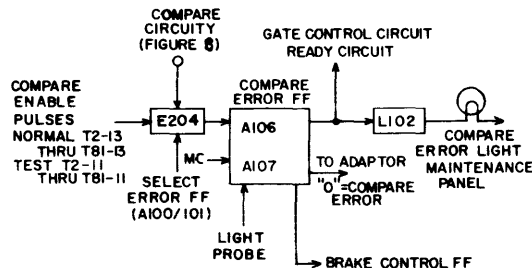 COMPARE
CIRCUITY
(FIGURE 8)
GATE CONTROL CIRCUIT
READY CIRCUIT
COMPARE
ENABLE
PULSES
NORMAL T2-13
THRU T81-13
TEST T2-11
THRU T81-11
E204
COMPARE
ERROR FF
A106
A107
MC
SELECT
ERROR FF
(A100/101)
LIGHT
PROBE
L102
COMPARE
ERROR LIGHT
MAINTENANCE
PANEL
TO ADAPTOR
"O"=COMPARE
ERROR
BRAKE CONTROL FF